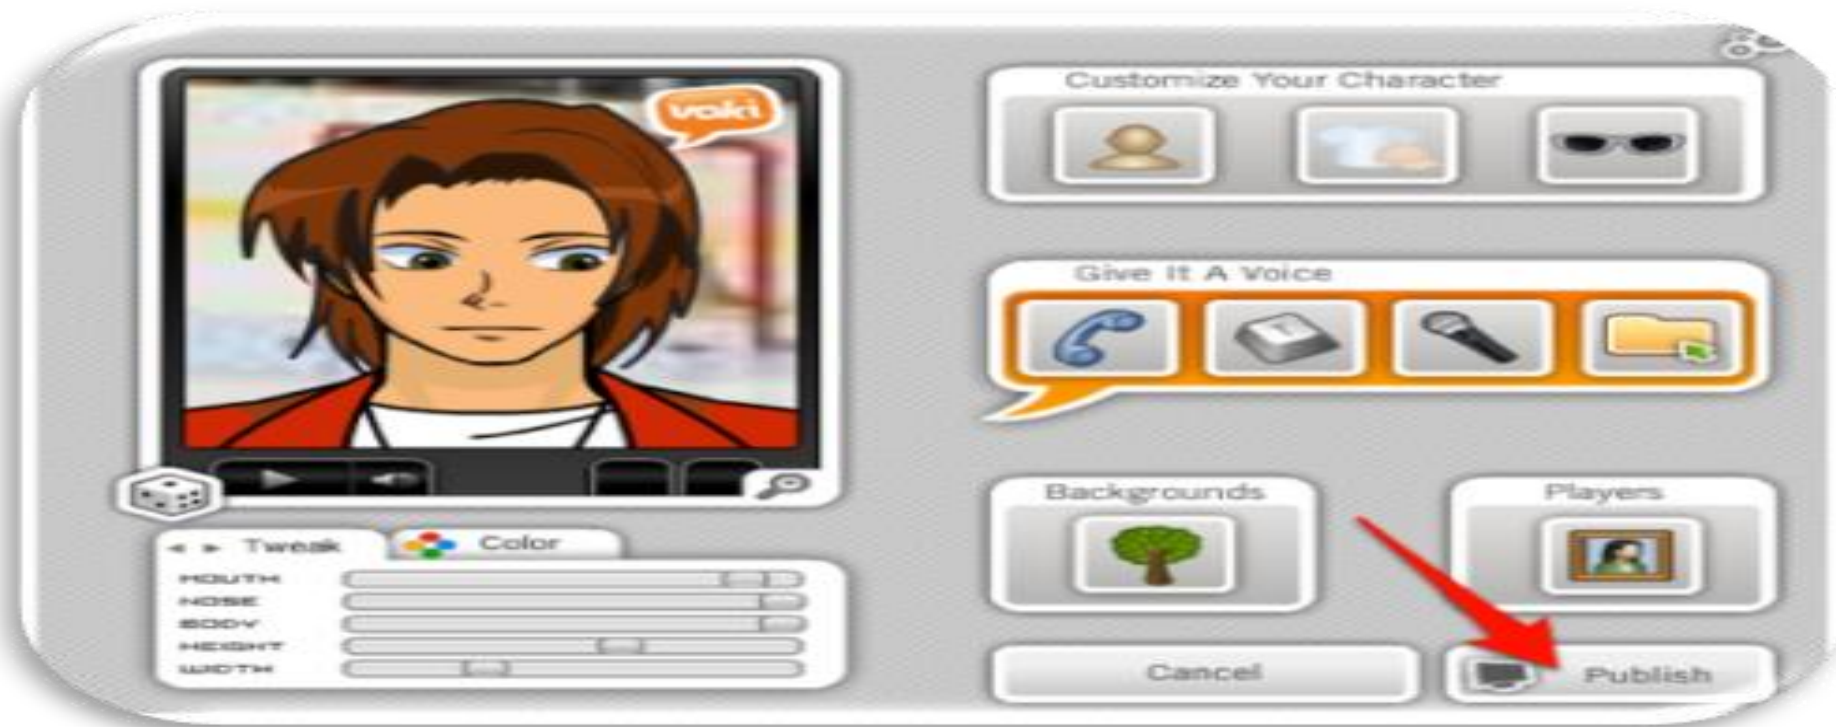 voki
Customize Your Character
Give It A Voice
Backgrounds
Players
Tweak
Color
MOUTH
NOSE
BODY
HEIGHT
WIDTH
Cancel
Publish